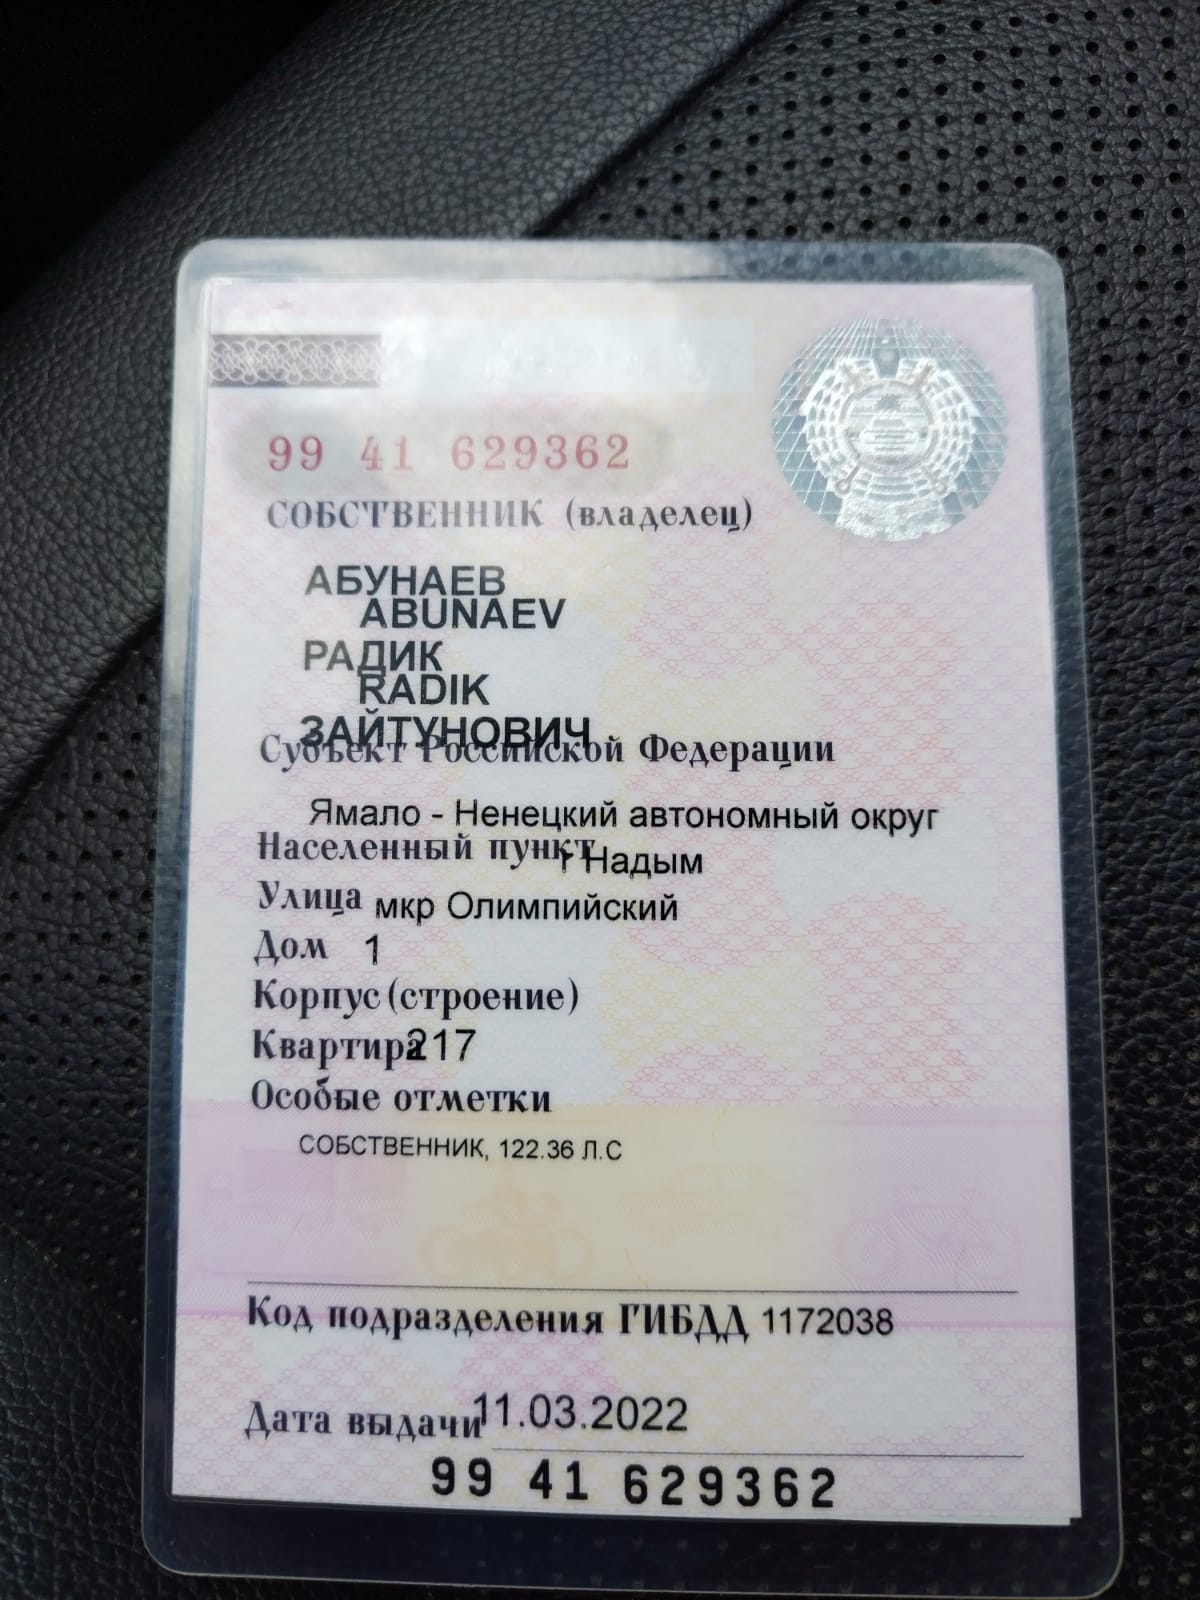 99 41 629362
СОБСТВЕННИК (владелец)
АБУНАЕВ
ABUNAEV
РАДИК
RADIK
ЗАЙТУНОВИЧ
Субъект Российской Федерации
Ямало - Ненецкий автономный округ
Населенный пункт г Надым
Улица мкр Олимпийский
Дом 1
Корпус (строение)
Квартира 217
Особые отметки
СОБСТВЕННИК, 122.36 Л.С
Код подразделения ГИБДД 1172038
Дата выдачи 11.03.2022
99 41 629362